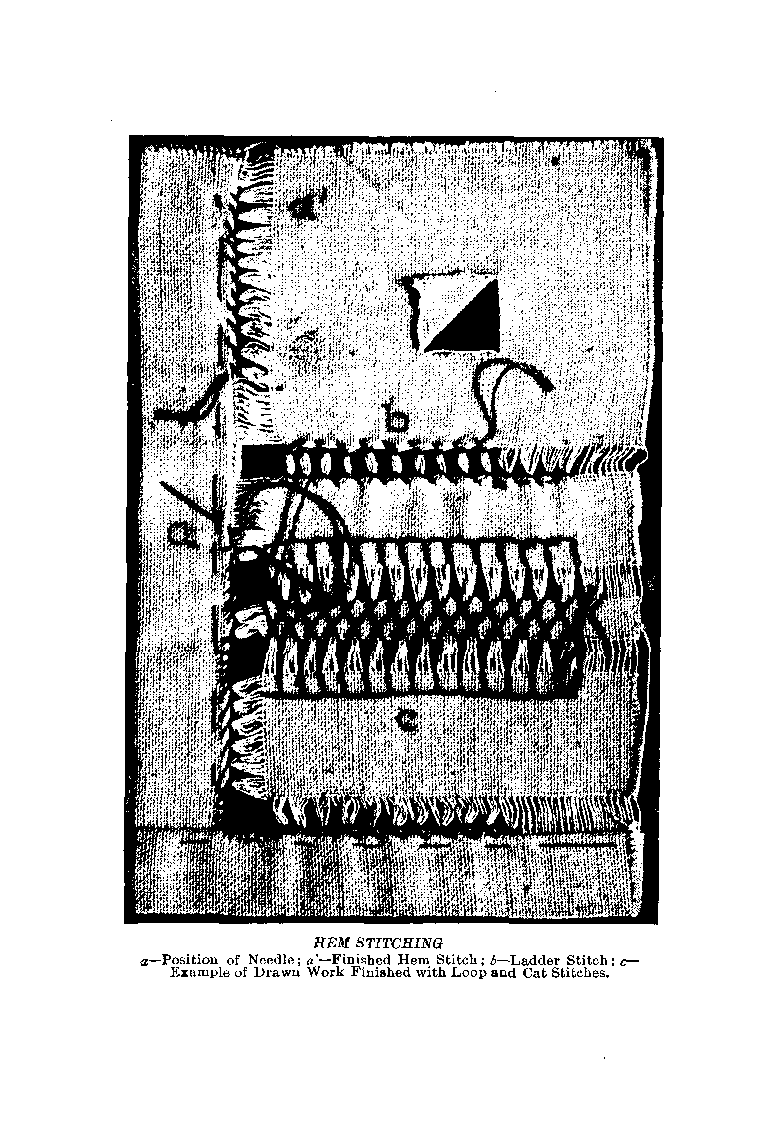 a'
b
a
c
HEM STITCHING
a—Position of Needle; a'—Finished Hem Stitch; b—Ladder Stitch; c—
Example of Drawn Work Finished with Loop and Cat Stitches.